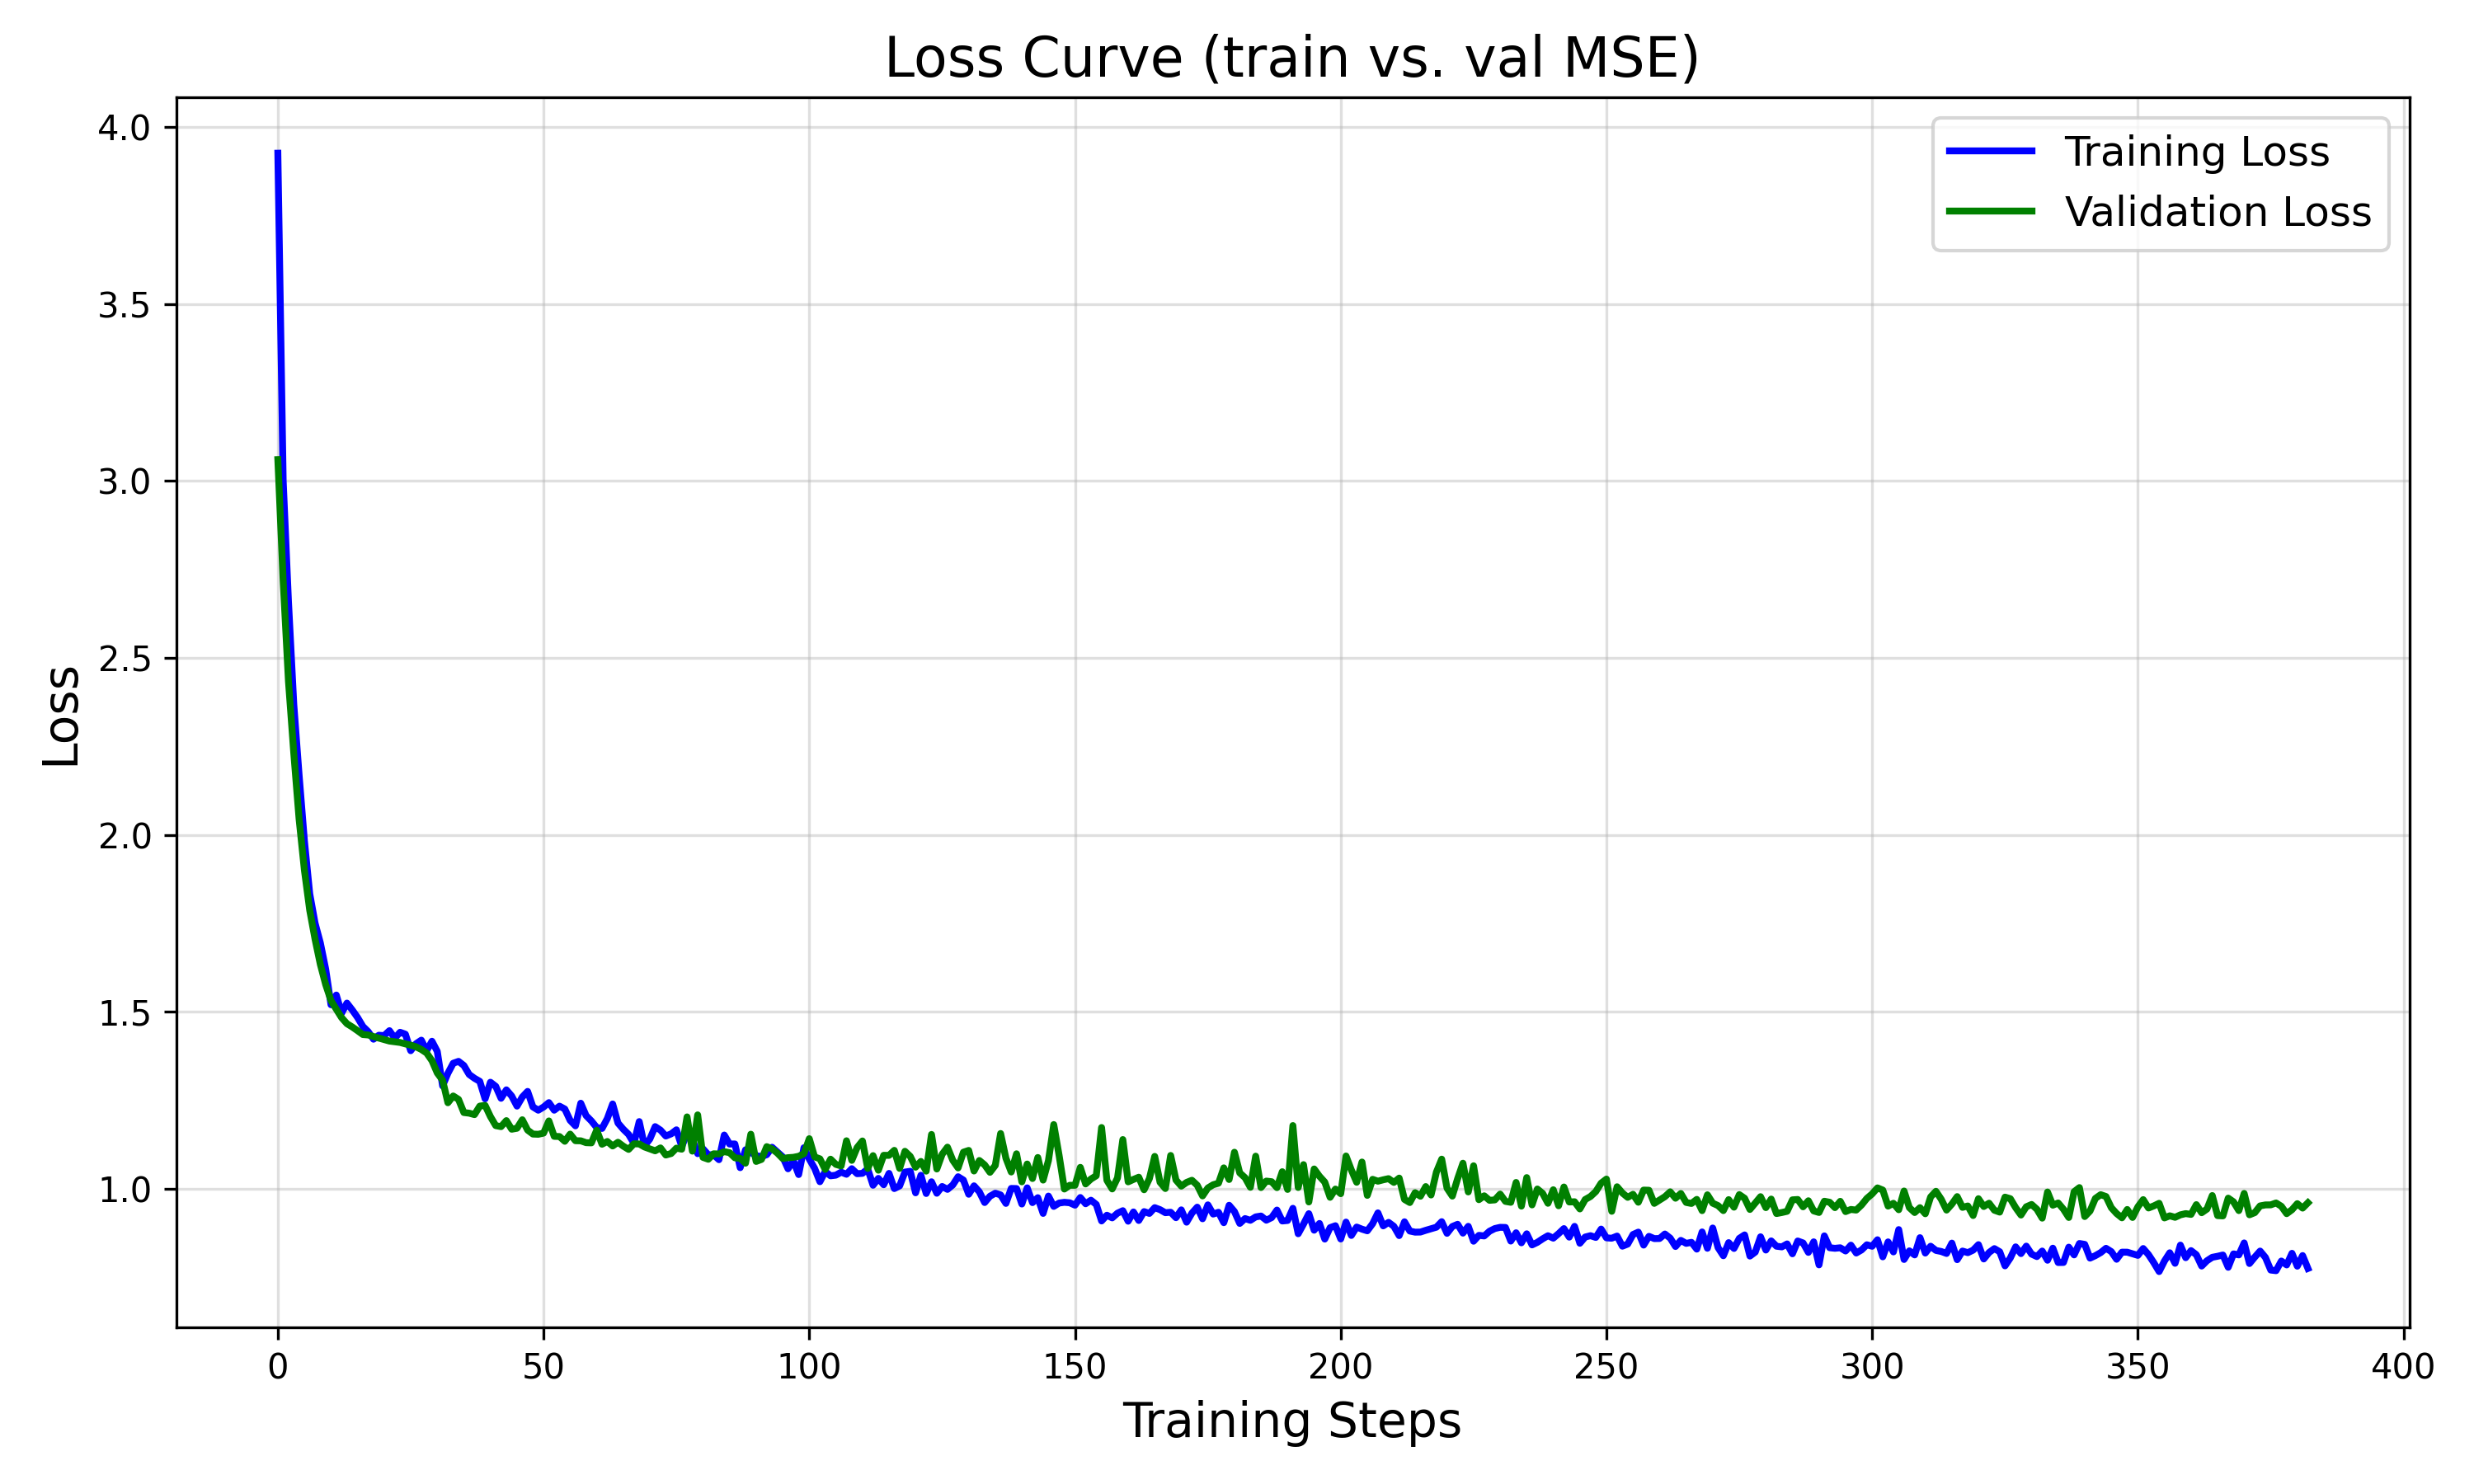 Loss Curve (train vs. val MSE)
Training Loss
Validation Loss
4.0
3.5
3.0
2.5
2.0
1.5
1.0
Loss
0 50 100 150 200 250 300 350 400
Training Steps